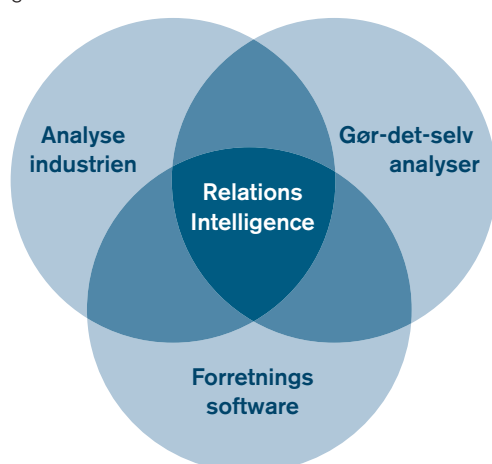 Analyse
industrien
Gør-det-selv
analyser
Relations
Intelligence
Forretnings
software